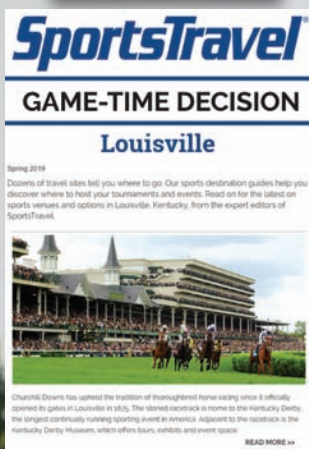 SportsTravel®
GAME-TIME DECISION
Louisville
Spring 2019
Dozens of travel sites tell you where to go. Our sports destination guides help you
discover where to host your tournaments and events. Read on for the latest on
sports venues and options in Louisville, Kentucky, from the expert editors of
SportsTravel.
Churchill Downs has upheld the tradition of thoroughbred horse racing since it officially
opened its gates in Louisville in 1875. The storied racetrack is home to the Kentucky Derby,
the longest continually running sporting event in America. Adjacent to the racetrack is the
Kentucky Derby Museum, which offers tours, exhibits and event space.
READ MORE >>